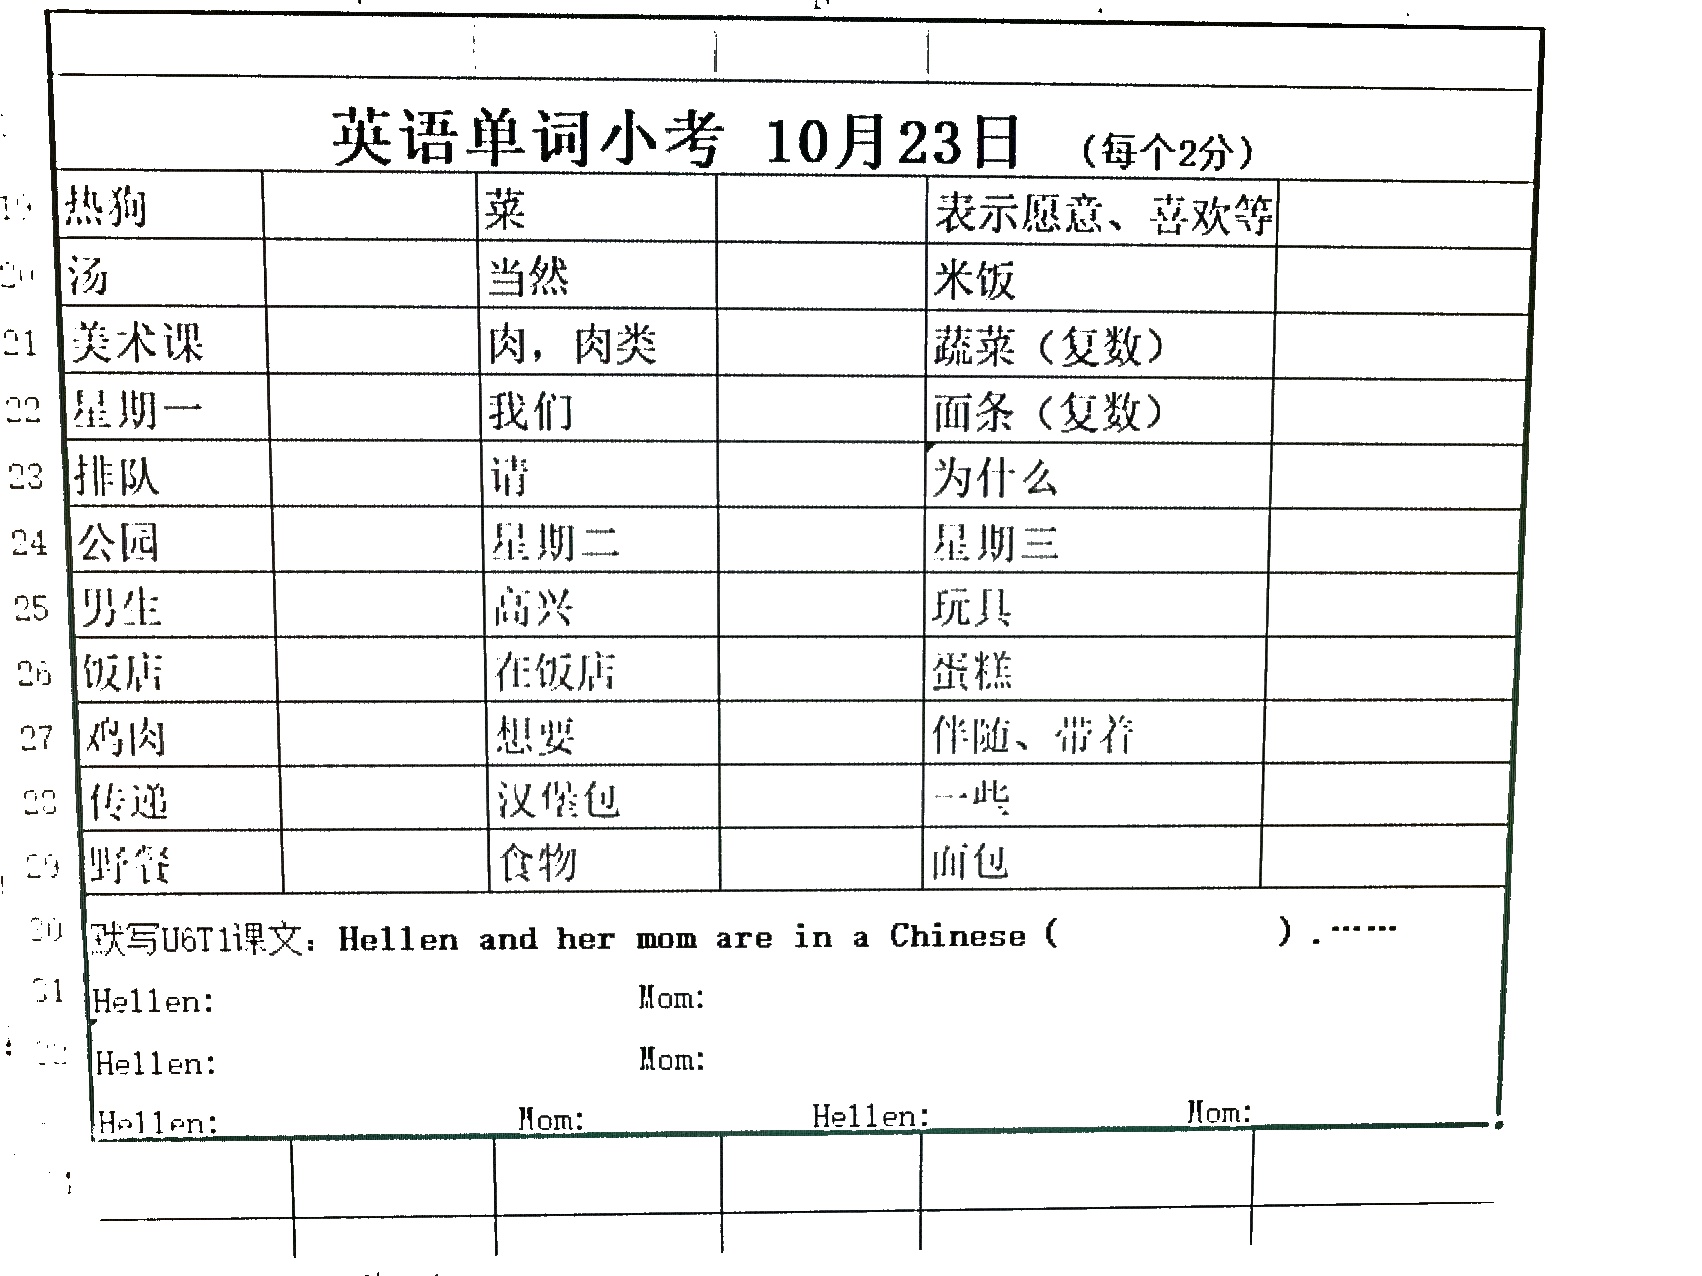 英语单词小考 10月23日 (每个2分)
19 热狗 菜 表示愿意、喜欢等
20 汤 当然 米饭
21 美术课 肉，肉类 蔬菜（复数）
22 星期一 我们 面条（复数）
23 排队 请 为什么
24 公园 星期二 星期三
25 男生 高兴 玩具
26 饭店 在饭店 蛋糕
27 鸡肉 想要 伴随、带着
28 传递 汉堡包 一些
29 野餐 食物 面包
30 默写U6T1课文：Hellen and her mom are in a Chinese ( ).……
31 Hellen: Mom:
32 Hellen: Mom:
Hellen: Mom: Hellen: Mom: